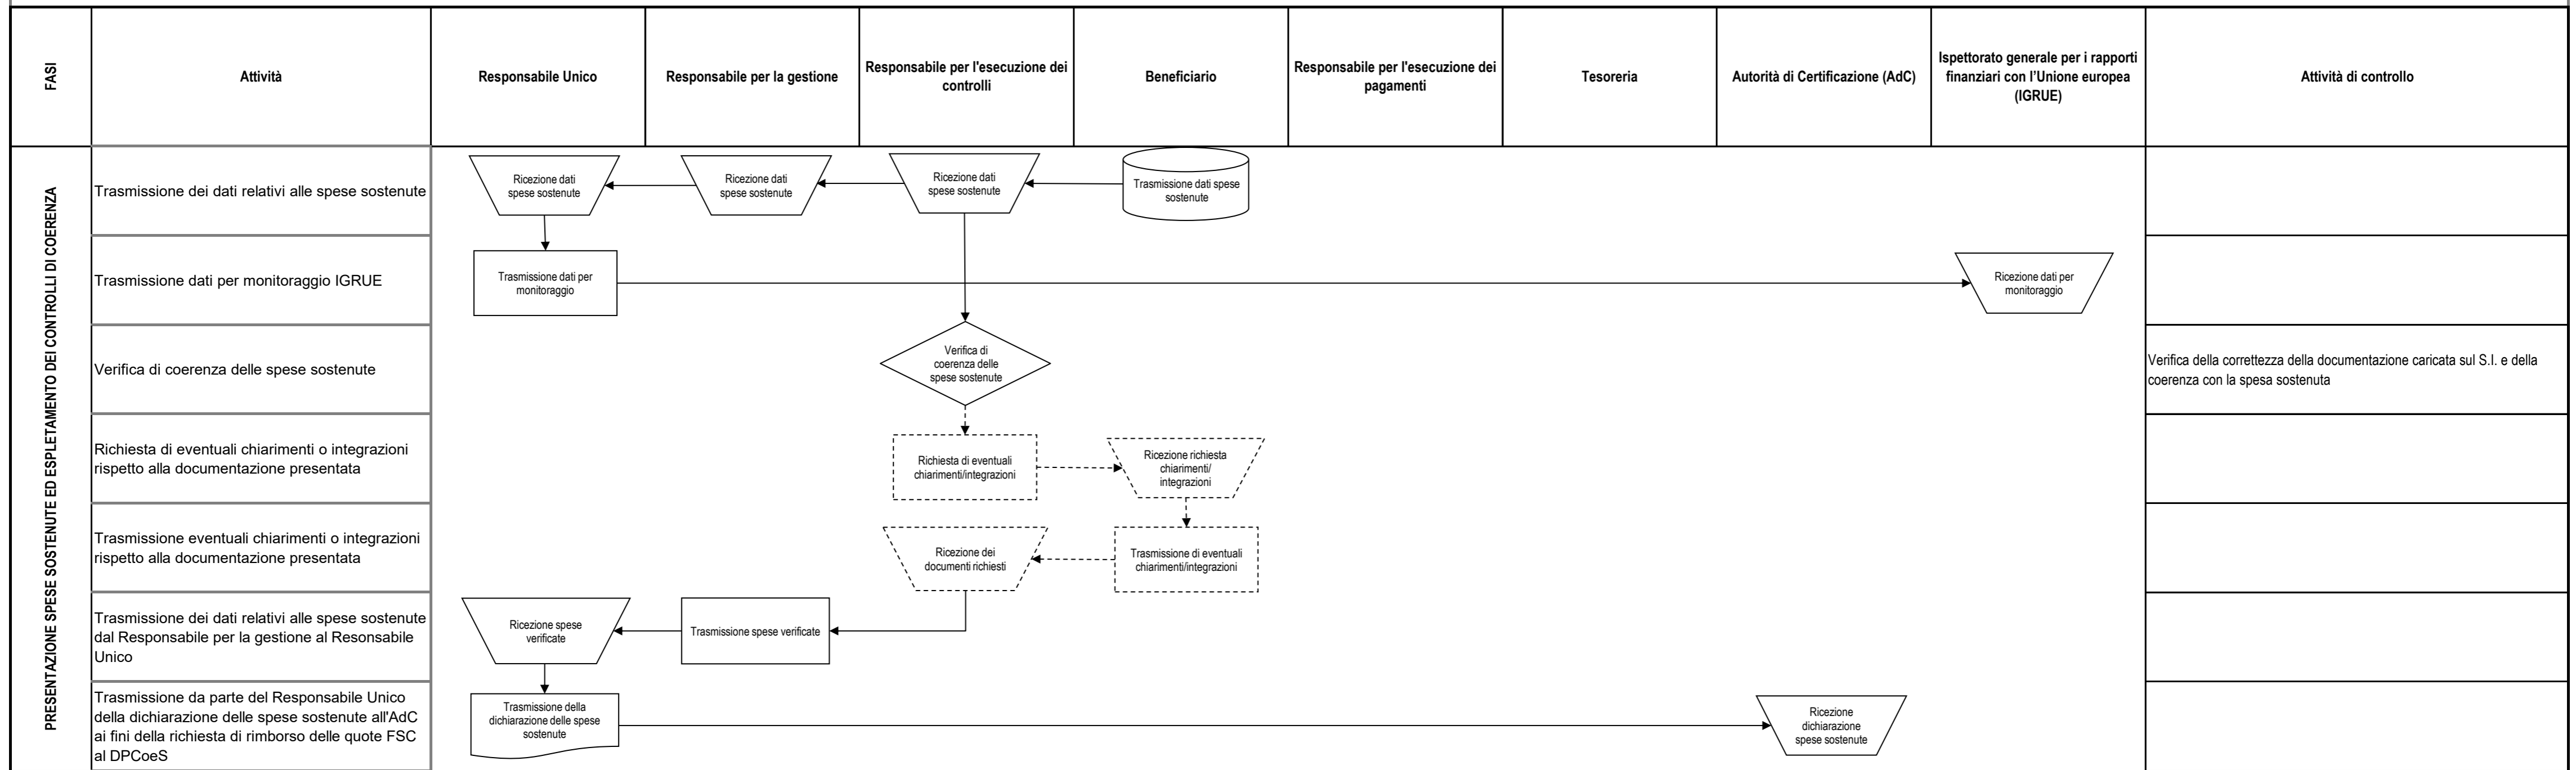 FASI
Attività
Responsabile Unico
Responsabile per la gestione
Responsabile per l'esecuzione dei
controlli
Beneficiario
Responsabile per l'esecuzione dei
pagamenti
Tesoreria
Autorità di Certificazione (AdC)
Ispettorato generale per i rapporti
finanziari con l'Unione europea
(IGRUE)
Attività di controllo
PRESENTAZIONE SPESE SOSTENUTE ED ESPLETAMENTO DEI CONTROLLI DI COERENZA
Trasmissione dei dati relativi alle spese sostenute
Ricezione dati
spese sostenute
Ricezione dati
spese sostenute
Ricezione dati
spese sostenute
Trasmissione dati spese
sostenute
Trasmissione dati per monitoraggio IGRUE
Trasmissione dati per
monitoraggio
Ricezione dati per
monitoraggio
Verifica di coerenza delle spese sostenute
Verifica di
coerenza delle
spese sostenute
Verifica della correttezza della documentazione caricata sul S.I. e della
coerenza con la spesa sostenuta
Richiesta di eventuali chiarimenti o integrazioni
rispetto alla documentazione presentata
Richiesta di eventuali
chiarimenti/integrazioni
Ricezione richiesta
chiarimenti/
integrazioni
Trasmissione eventuali chiarimenti o integrazioni
rispetto alla documentazione presentata
Ricezione dei
documenti richiesti
Trasmissione di eventuali
chiarimenti/integrazioni
Trasmissione dei dati relativi alle spese sostenute
dal Responsabile per la gestione al Resonsabile
Unico
Ricezione spese
verificate
Trasmissione spese verificate
Trasmissione da parte del Responsabile Unico
della dichiarazione delle spese sostenute all'AdC
ai fini della richiesta di rimborso delle quote FSC
al DPCoeS
Trasmissione della
dichiarazione delle spese
sostenute
Ricezione
dichiarazione
spese sostenute